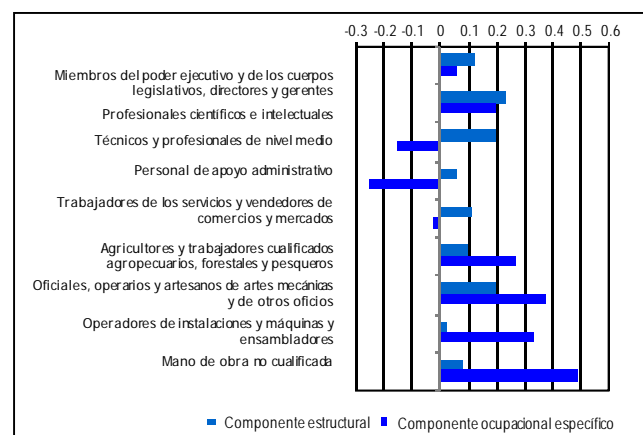 -0.3 -0.2 -0.1 0 0.1 0.2 0.3 0.4 0.5 0.6
Miembros del poder ejecutivo y de los cuerpos
legislativos, directores y gerentes
Profesionales científicos e intelectuales
Técnicos y profesionales de nivel medio
Personal de apoyo administrativo
Trabajadores de los servicios y vendedores de
comercios y mercados
Agricultores y trabajadores cualificados
agropecuarios, forestales y pesqueros
Oficiales, operarios y artesanos de artes mecánicas
y de otros oficios
Operadores de instalaciones y máquinas y
ensambladores
Mano de obra no cualificada
Componente estructural Componente ocupacional específico